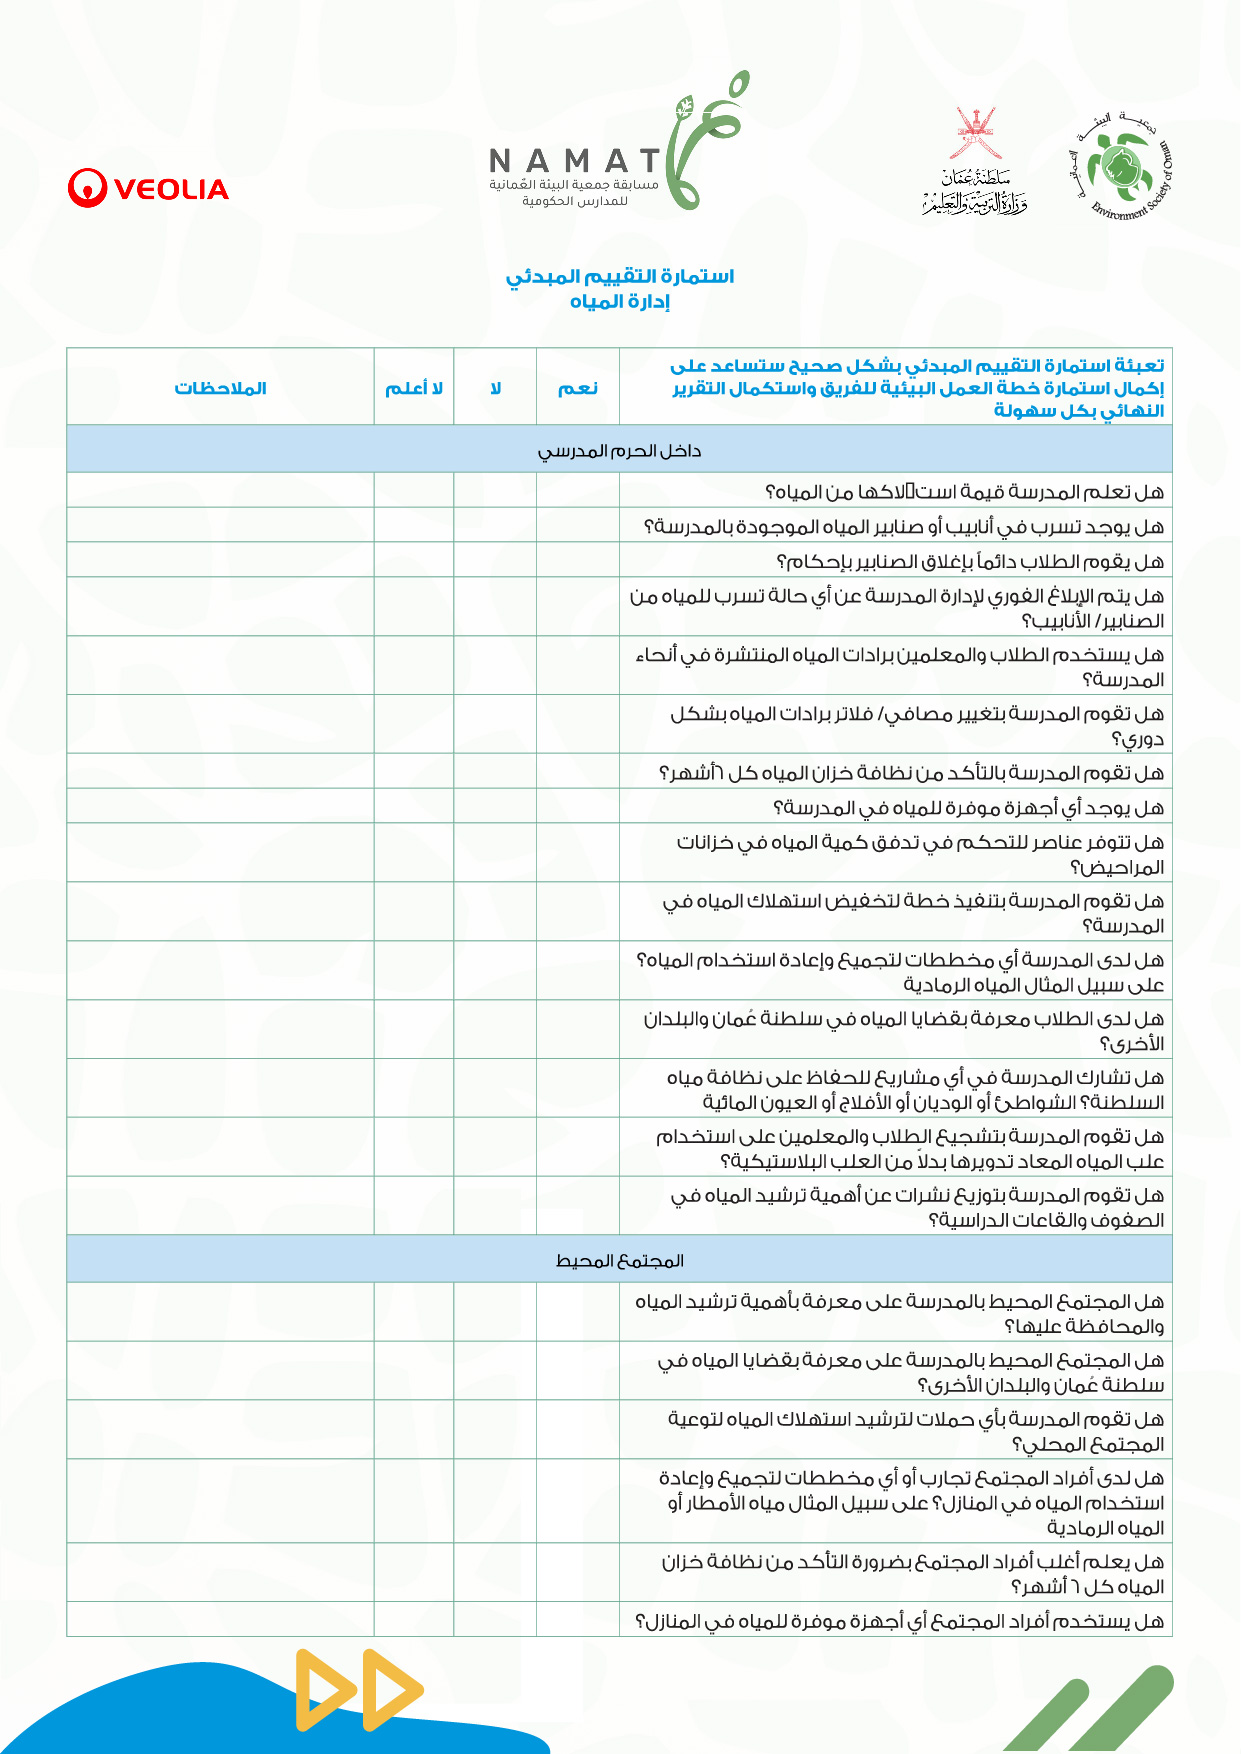 جمعية البيئة العمانية
Environment Society of Oman
سلطنة عُمان
وزارة التربية والتعليم
NAMAT
مسابقة جمعية البيئة العُمانية
للمدارس الحكومية
VEOLIA
استمارة التقييم المبدئي
إدارة المياه
تعبئة استمارة التقييم المبدئي بشكل صحيح ستساعد على
إكمال استمارة خطة العمل البيئية للفريق واستكمال التقرير
النهائي بكل سهولة
نعم
لا
لا أعلم
الملاحظات
داخل الحرم المدرسي
هل تعلم المدرسة قيمة است▯لاكها من المياه؟
هل يوجد تسرب في أنابيب أو صنابير المياه الموجودة بالمدرسة؟
هل يقوم الطلاب دائماً بإغلاق الصنابير بإحكام؟
هل يتم الإبلاغ الفوري لإدارة المدرسة عن أي حالة تسرب للمياه من
الصنابير/ الأنابيب؟
هل يستخدم الطلاب والمعلمين برادات المياه المنتشرة في أنحاء
المدرسة؟
هل تقوم المدرسة بتغيير مصافي/ فلاتر برادات المياه بشكل
دوري؟
هل تقوم المدرسة بالتأكد من نظافة خزان المياه كل ٦أشهر؟
هل يوجد أي أجهزة موفرة للمياه في المدرسة؟
هل تتوفر عناصر للتحكم في تدفق كمية المياه في خزانات
المراحيض؟
هل تقوم المدرسة بتنفيذ خطة لتخفيض استهلاك المياه في
المدرسة؟
هل لدى المدرسة أي مخططات لتجميع وإعادة استخدام المياه؟
على سبيل المثال المياه الرمادية
هل لدى الطلاب معرفة بقضايا المياه في سلطنة عُمان والبلدان
الأخرى؟
هل تشارك المدرسة في أي مشاريع للحفاظ على نظافة مياه
السلطنة؟ الشواطئ أو الوديان أو الأفلاج أو العيون المائية
هل تقوم المدرسة بتشجيع الطلاب والمعلمين على استخدام
علب المياه المعاد تدويرها بدلاً من العلب البلاستيكية؟
هل تقوم المدرسة بتوزيع نشرات عن أهمية ترشيد المياه في
الصفوف والقاعات الدراسية؟
المجتمع المحيط
هل المجتمع المحيط بالمدرسة على معرفة بأهمية ترشيد المياه
والمحافظة عليها؟
هل المجتمع المحيط بالمدرسة على معرفة بقضايا المياه في
سلطنة عُمان والبلدان الأخرى؟
هل تقوم المدرسة بأي حملات لترشيد استهلاك المياه لتوعية
المجتمع المحلي؟
هل لدى أفراد المجتمع تجارب أو أي مخططات لتجميع وإعادة
استخدام المياه في المنازل؟ على سبيل المثال مياه الأمطار أو
المياه الرمادية
هل يعلم أغلب أفراد المجتمع بضرورة التأكد من نظافة خزان
المياه كل ٦ أشهر؟
هل يستخدم أفراد المجتمع أي أجهزة موفرة للمياه في المنازل؟